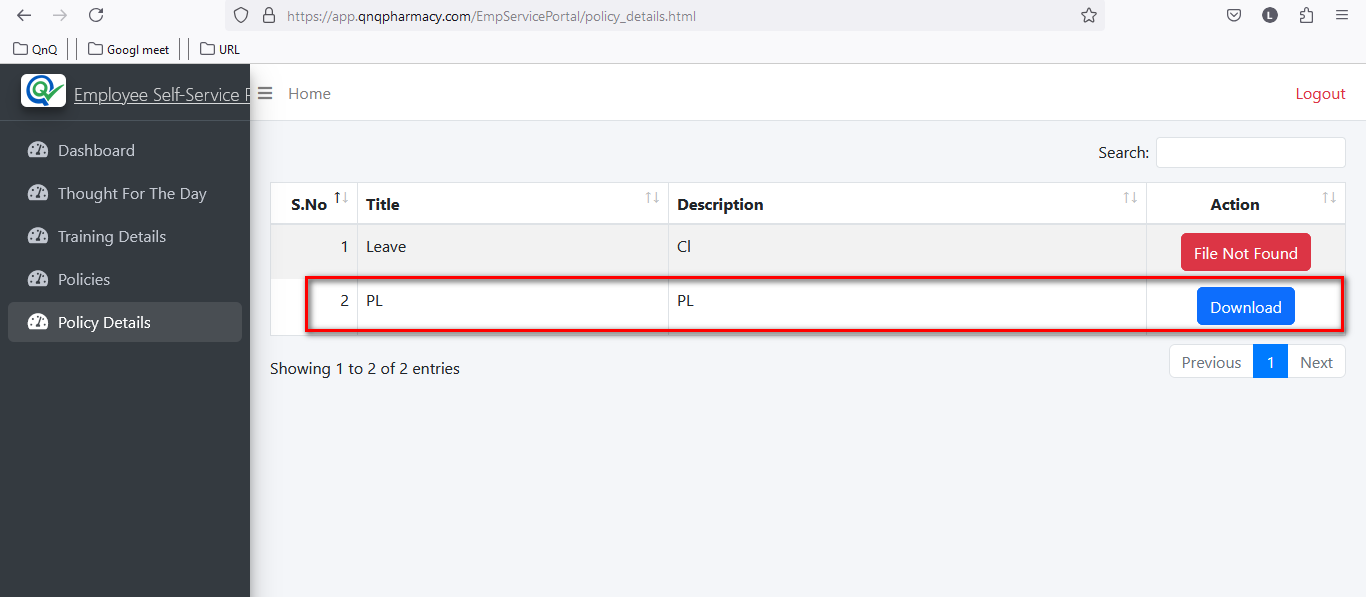 https://app.qnqpharmacy.com/EmpServicePortal/policy_details.html
L
QnQ
Googl meet
URL
Employee Self-Service
Home
Logout
Dashboard
Thought For The Day
Training Details
Policies
Policy Details
Search:
S.No Title Description Action
1 Leave Cl File Not Found
2 PL PL Download
Showing 1 to 2 of 2 entries
Previous 1 Next